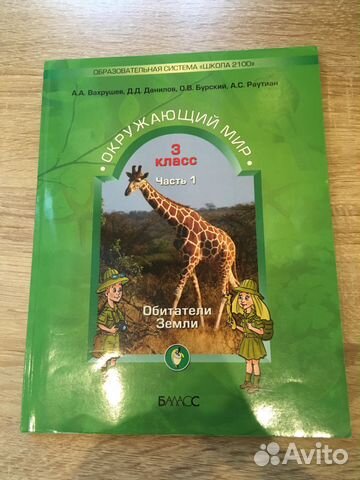 ОБРАЗОВАТЕЛЬНАЯ СИСТЕМА «ШКОЛА 2100»
А.А. Вахрушев, Д.Д. Данилов, О.В. Бурский, А.С. Раутиан
ОКРУЖАЮЩИЙ МИР
3 класс
Часть 1
Обитатели
Земли
БАЛАСС
Avito